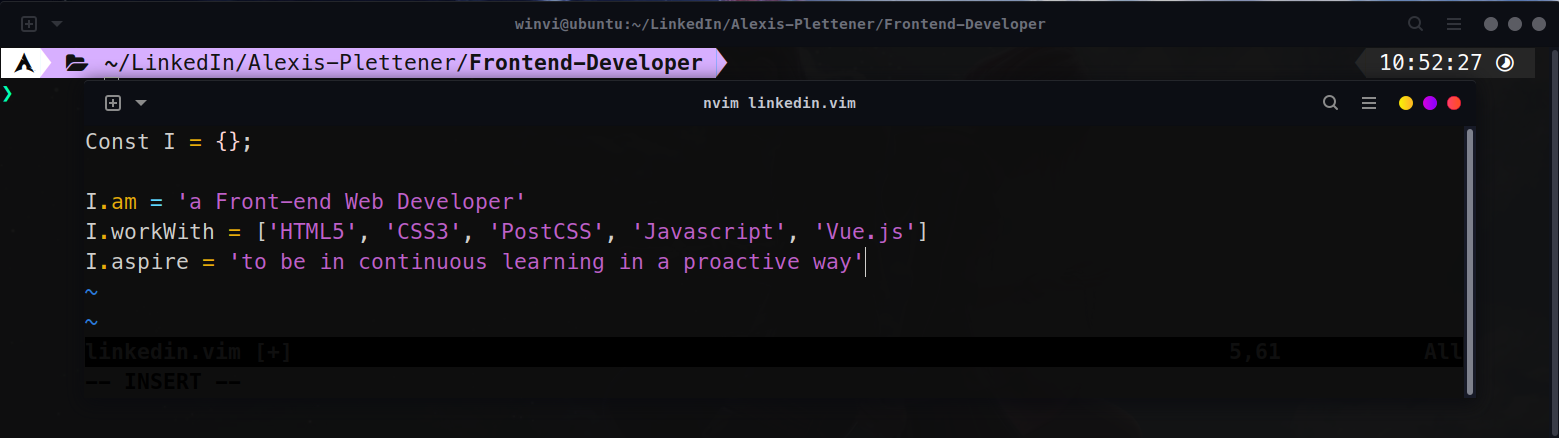 winvi@ubuntu:~/LinkedIn/Alexis-Plettener/Frontend-Developer
~/LinkedIn/Alexis-Plettener/Frontend-Developer
10:52:27
❯
nvim linkedin.vim
Const I = {};
I.am = 'a Front-end Web Developer'
I.workWith = ['HTML5', 'CSS3', 'PostCSS', 'Javascript', 'Vue.js']
I.aspire = 'to be in continuous learning in a proactive way'
~
~
linkedin.vim [+] 5,61 All
-- INSERT --